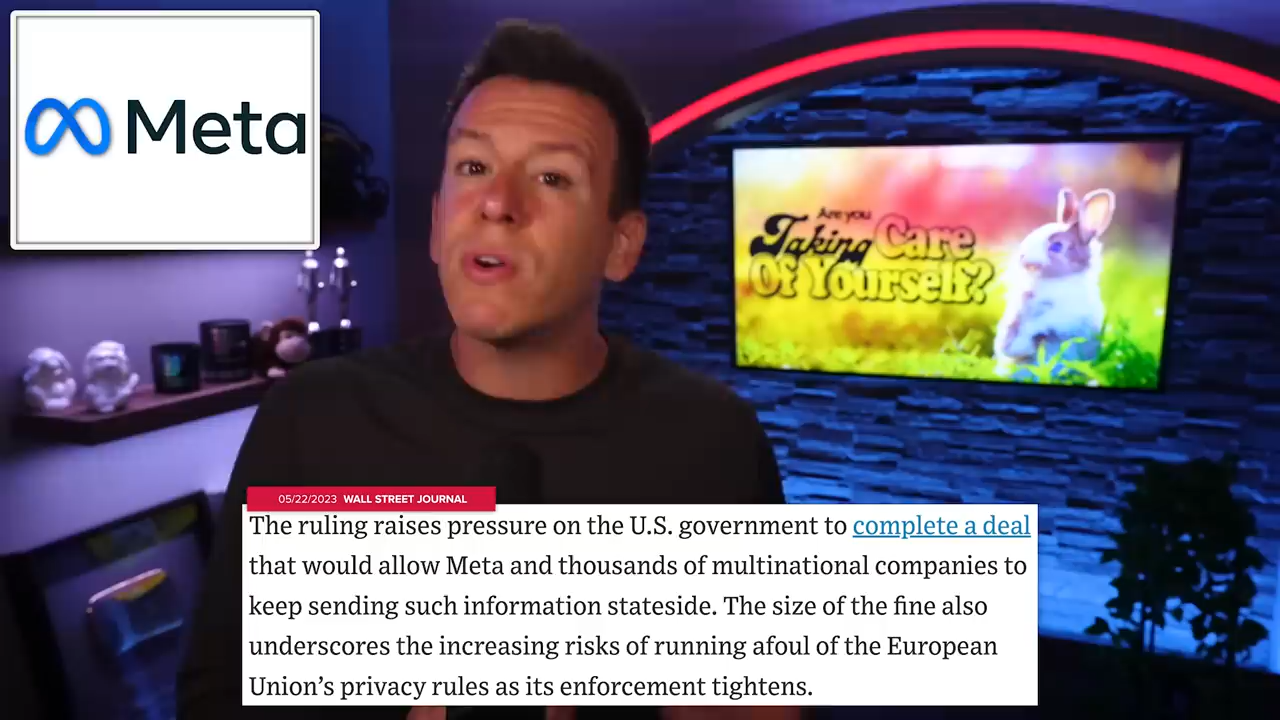 Meta
Are you
Taking Care
Of Yourself?
05/22/2023 WALL STREET JOURNAL
The ruling raises pressure on the U.S. government to complete a deal
that would allow Meta and thousands of multinational companies to
keep sending such information stateside. The size of the fine also
underscores the increasing risks of running afoul of the European
Union’s privacy rules as its enforcement tightens.